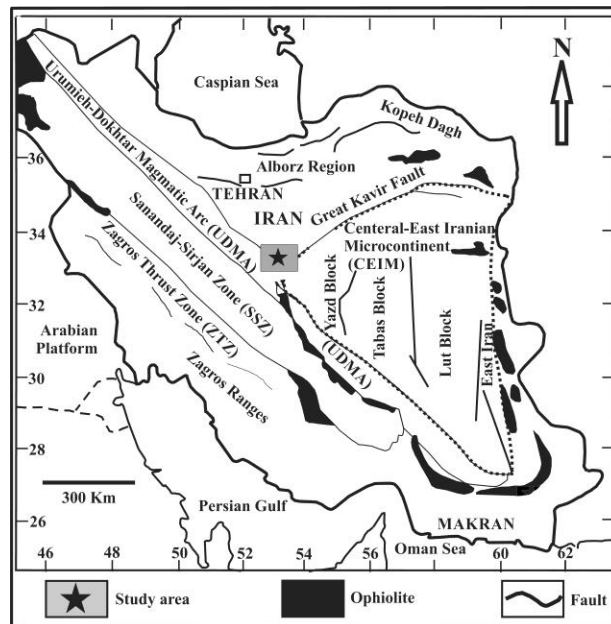 Caspian Sea
N
Kopeh Dagh
Urumieh-Dokhtar Magmatic Arc (UDMA)
Alborz Region
TEHRAN
IRAN
Great Kavir Fault
Sanandaj-Sirjan Zone (SSZ)
Centeral-East Iranian
Microcontinent
(CEIM)
Zagros Thrust Zone (ZTZ)
Yazd Block
Tabas Block
Lut Block
East Iran
(UDMA)
Arabian
Platform
Zagros Ranges
300 Km
Persian Gulf
MAKRAN
Oman Sea
36
34
32
30
28
26
46
48
50
52
54
56
58
60
62
Study area
Ophiolite
Fault